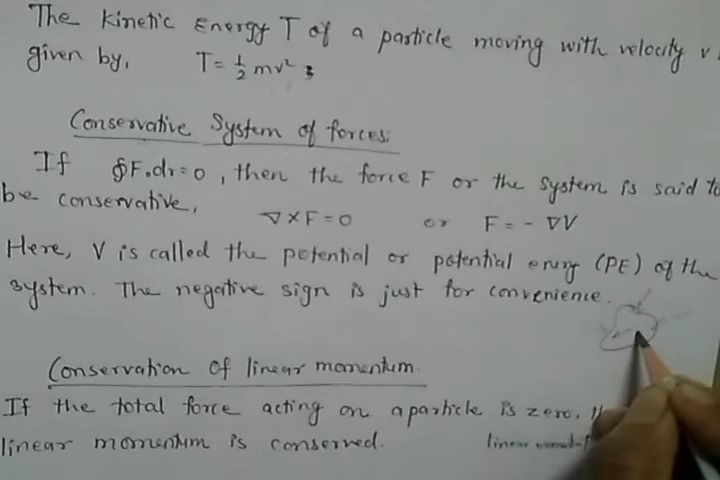 The Kinetic Energy T of a particle moving with velocity v
given by, T = ½ mv² ;
Conservative System of forces:
If ∮F.dr=0, then the force F or the system is said to
be conservative, ∇×F=0 or F=-∇V
Here, V is called the potential or potential energy (PE) of the
system. The negative sign is just for convenience.
Conservation of linear momentum.
If the total force acting on a particle is zero,
linear momentum is conserved. linear